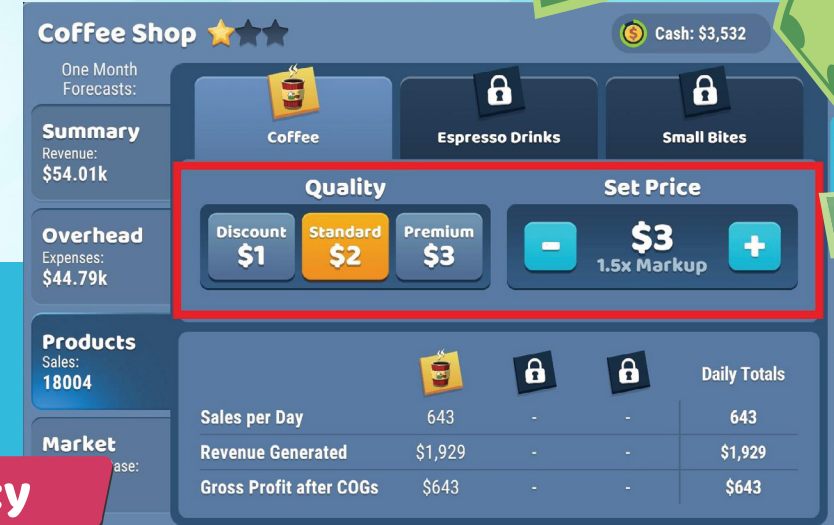 Coffee Shop
Cash: $3,532
One Month
Forecasts:
Summary
Revenue:
$54.01k
Overhead
Expenses:
$44.79k
Products
Sales:
18004
Market
ase:
ty
Coffee
Espresso Drinks
Small Bites
Quality
Discount
$1
Standard
$2
Premium
$3
Set Price
-
$3
1.5x Markup
+
Daily Totals
Sales per Day 643 - - 643
Revenue Generated $1,929 - - $1,929
Gross Profit after COGs $643 - - $643